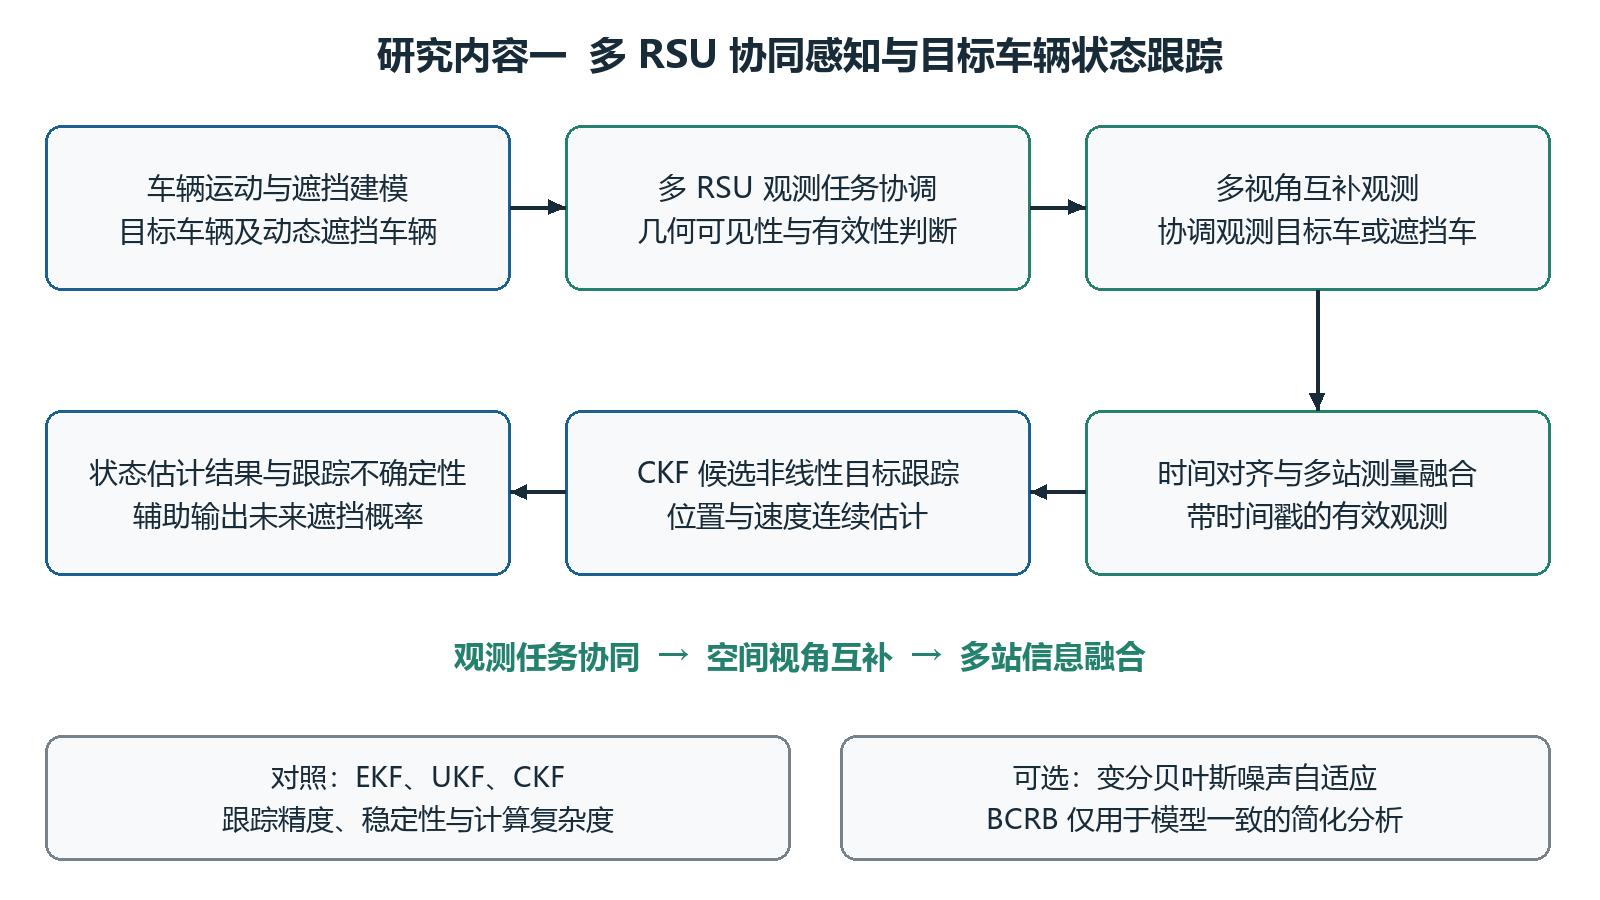 研究内容一 多 RSU 协同感知与目标车辆状态跟踪
车辆运动与遮挡建模
目标车辆及动态遮挡车辆
多 RSU 观测任务协调
几何可见性与有效性判断
多视角互补观测
协调观测目标车或遮挡车
状态估计结果与跟踪不确定性
辅助输出未来遮挡概率
CKF 候选非线性目标跟踪
位置与速度连续估计
时间对齐与多站测量融合
带时间戳的有效观测
观测任务协同 → 空间视角互补 → 多站信息融合
对照：EKF、UKF、CKF
跟踪精度、稳定性与计算复杂度
可选：变分贝叶斯噪声自适应
BCRB 仅用于模型一致的简化分析